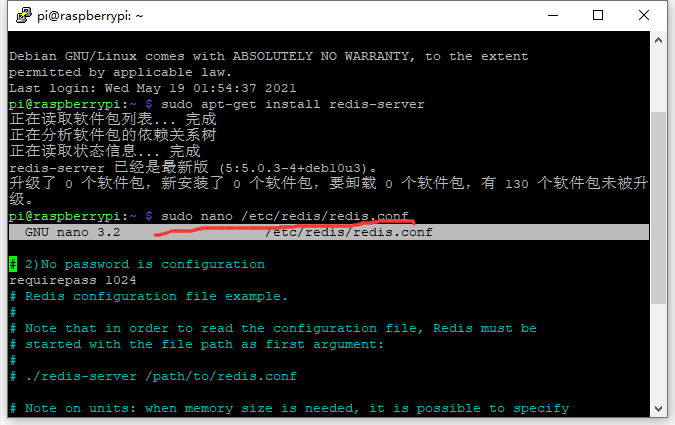 pi@raspberrypi: ~
Debian GNU/Linux comes with ABSOLUTELY NO WARRANTY, to the extent
permitted by applicable law.
Last login: Wed May 19 01:54:37 2021
pi@raspberrypi:~ $ sudo apt-get install redis-server
正在读取软件包列表... 完成
正在分析软件包的依赖关系树
正在读取状态信息... 完成
redis-server 已经是最新版 (5:5.0.3-4+deb10u3)。
升级了 0 个软件包，新安装了 0 个软件包，要卸载 0 个软件包，有 130 个软件包未被升
级。
pi@raspberrypi:~ $ sudo nano /etc/redis/redis.conf
GNU nano 3.2 /etc/redis/redis.conf
# 2)No password is configuration
requirepass 1024
# Redis configuration file example.
#
# Note that in order to read the configuration file, Redis must be
# started with the file path as first argument:
#
# ./redis-server /path/to/redis.conf
# Note on units: when memory size is needed, it is possible to specify